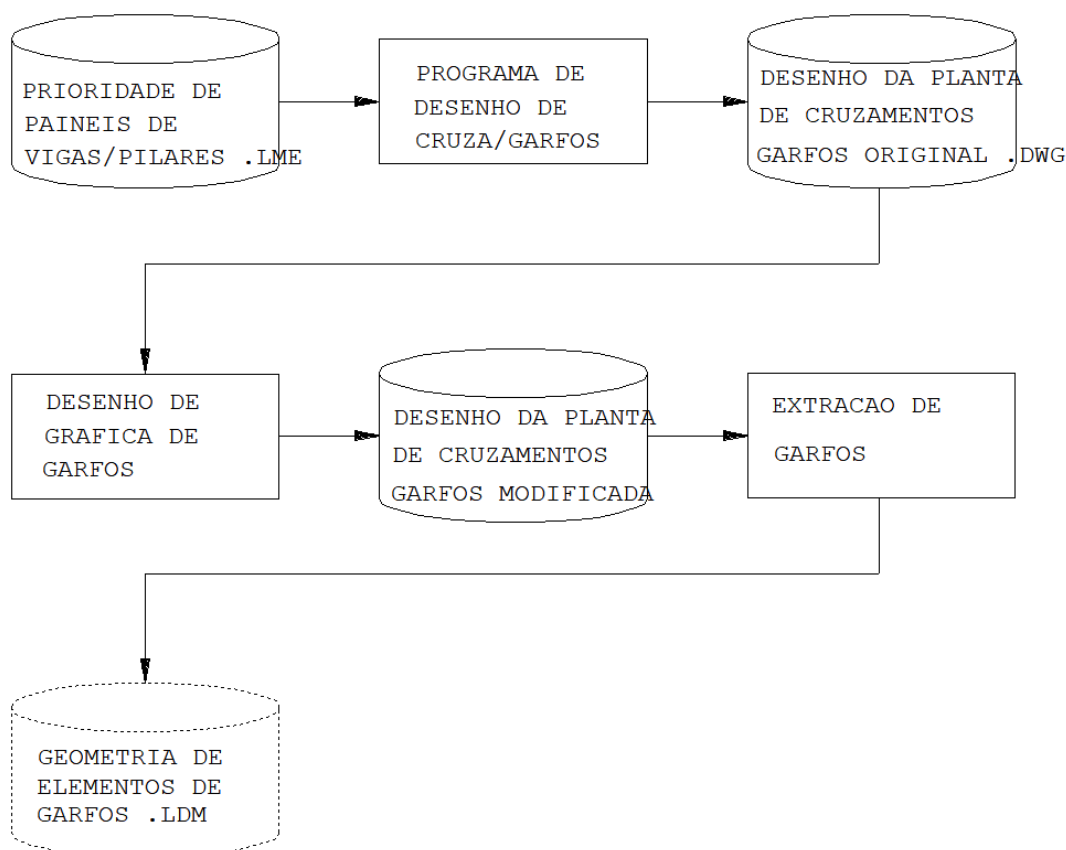 PRIORIDADE DE
PAINEIS DE
VIGAS/PILARES .LME
PROGRAMA DE
DESENHO DE
CRUZA/GARFOS
DESENHO DA PLANTA
DE CRUZAMENTOS
GARFOS ORIGINAL .DWG
DESENHO DE
GRAFICA DE
GARFOS
DESENHO DA PLANTA
DE CRUZAMENTOS
GARFOS MODIFICADA
EXTRACAO DE
GARFOS
GEOMETRIA DE
ELEMENTOS DE
GARFOS .LDM